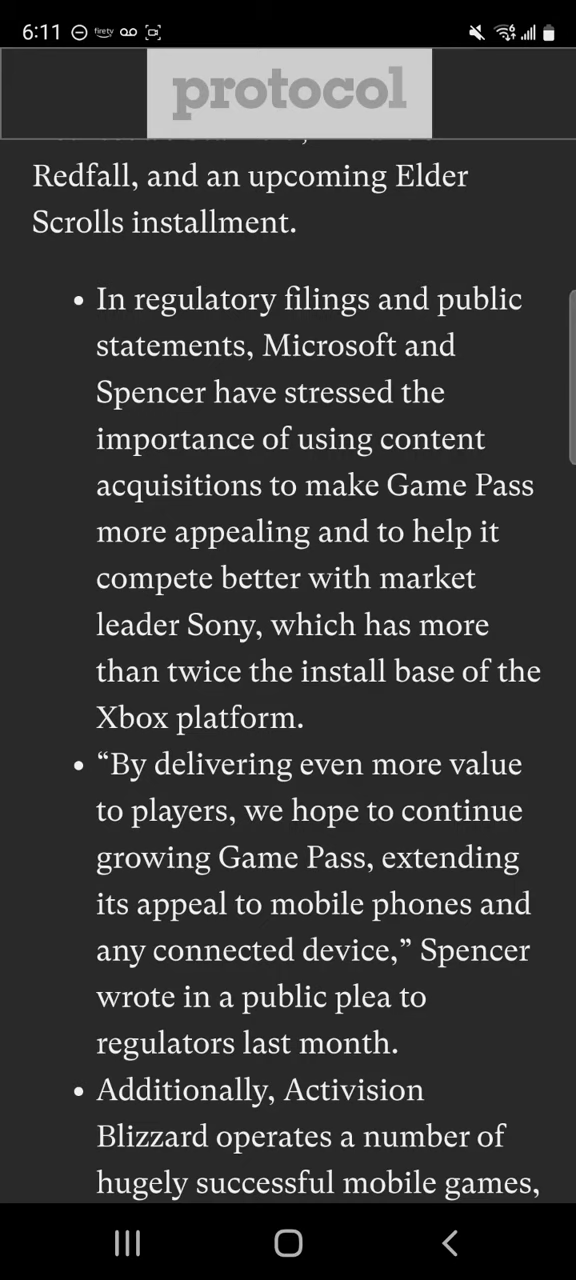 6:11
firetv
protocol
Redfall, and an upcoming Elder
Scrolls installment.
• In regulatory filings and public
statements, Microsoft and
Spencer have stressed the
importance of using content
acquisitions to make Game Pass
more appealing and to help it
compete better with market
leader Sony, which has more
than twice the install base of the
Xbox platform.
• “By delivering even more value
to players, we hope to continue
growing Game Pass, extending
its appeal to mobile phones and
any connected device,” Spencer
wrote in a public plea to
regulators last month.
• Additionally, Activision
Blizzard operates a number of
hugely successful mobile games,